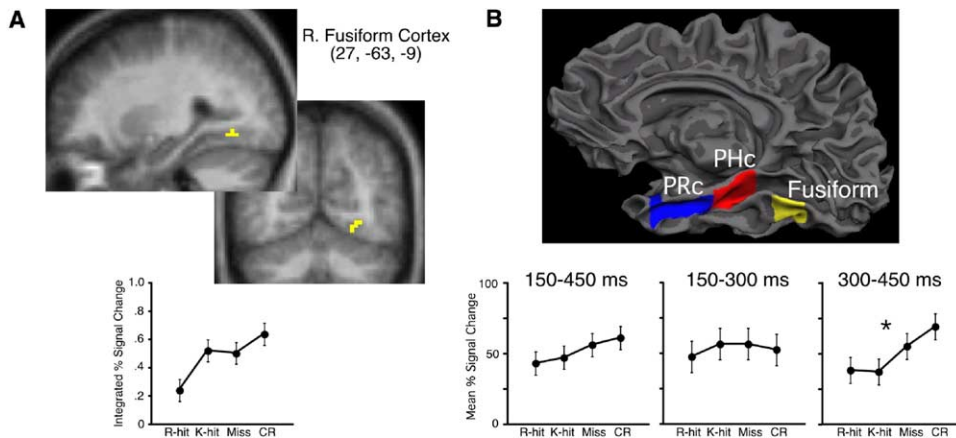 A
R. Fusiform Cortex
(27, -63, -9)
Integrated % Signal Change
1.0
.8
.6
.4
.2
0
R-hit K-hit Miss CR
B
PHc
PRc
Fusiform
150-450 ms
150-300 ms
300-450 ms
Mean % Signal Change
100
50
0
*
R-hit K-hit Miss CR
R-hit K-hit Miss CR
R-hit K-hit Miss CR